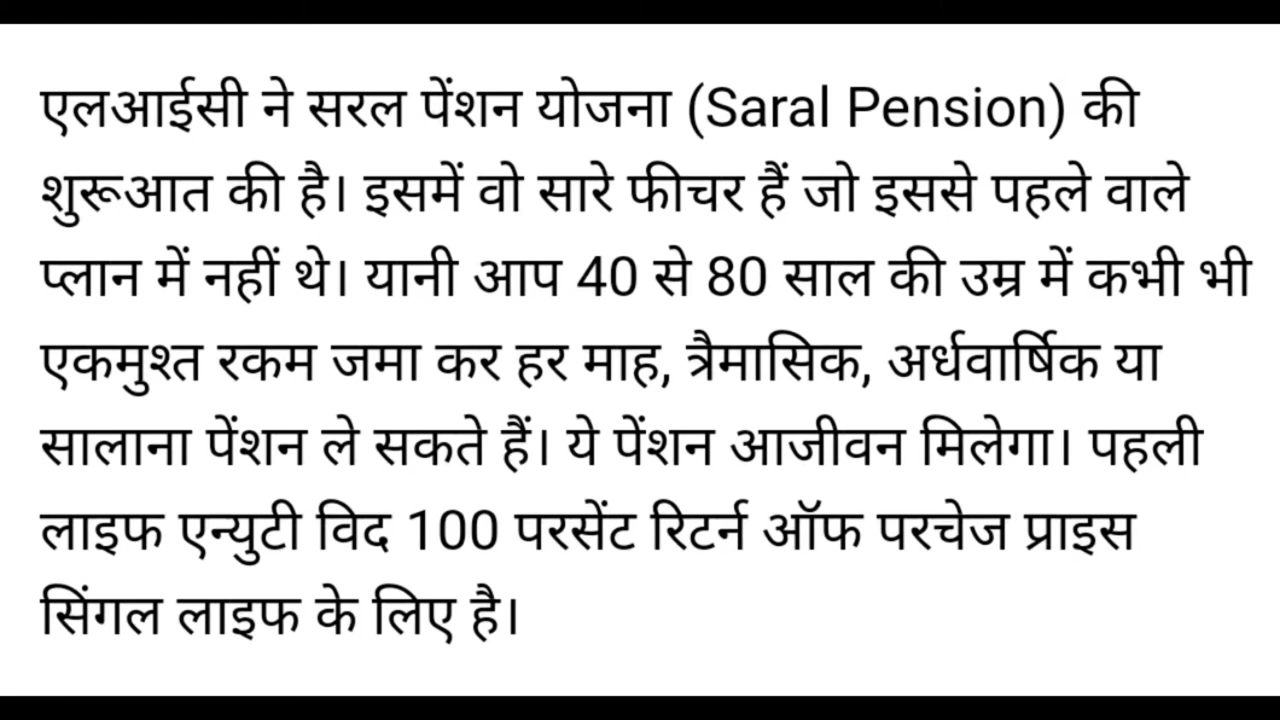 एलआईसी ने सरल पेंशन योजना (Saral Pension) की
शुरूआत की है। इसमें वो सारे फीचर हैं जो इससे पहले वाले
प्लान में नहीं थे। यानी आप 40 से 80 साल की उम्र में कभी भी
एकमुश्त रकम जमा कर हर माह, त्रैमासिक, अर्धवार्षिक या
सालाना पेंशन ले सकते हैं। ये पेंशन आजीवन मिलेगा। पहली
लाइफ एन्युटी विद 100 परसेंट रिटर्न ऑफ परचेज प्राइस
सिंगल लाइफ के लिए है।